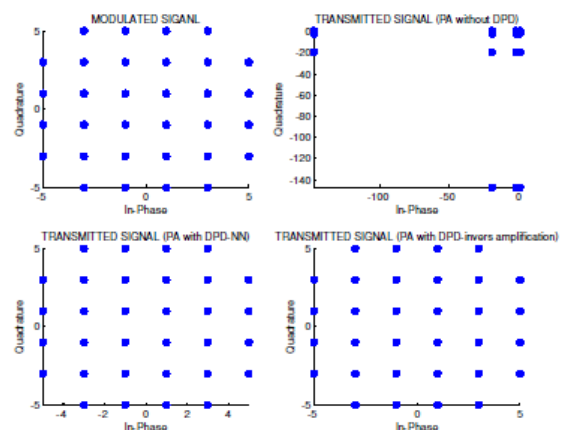 MODULATED SIGANL
5
0
-5
-5
0
5
Quadrature
In-Phase
TRANSMITTED SIGNAL (PA without DPD)
0
-20
-40
-60
-80
-100
-120
-140
-100
-50
0
Quadrature
In-Phase
TRANSMITTED SIGNAL (PA with DPD-NN)
5
0
-5
-4
-2
0
2
4
Quadrature
In-Phase
TRANSMITTED SIGNAL (PA with DPD-invers amplification)
5
0
-5
-5
0
5
Quadrature
In-Phase